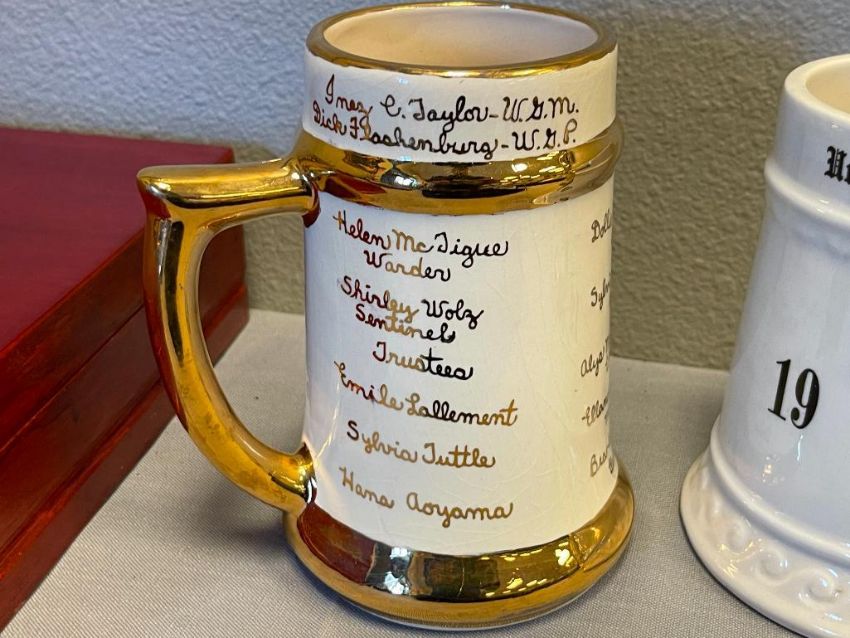 Inez C. Taylor-W.G.M.
Dick Flashenburg-W.G.P.
Helen McTigue
Warder
Shirley Wolz
Sentinel
Trustees
Emile Lallement
Sylvia Tuttle
Hana Aoyama
19